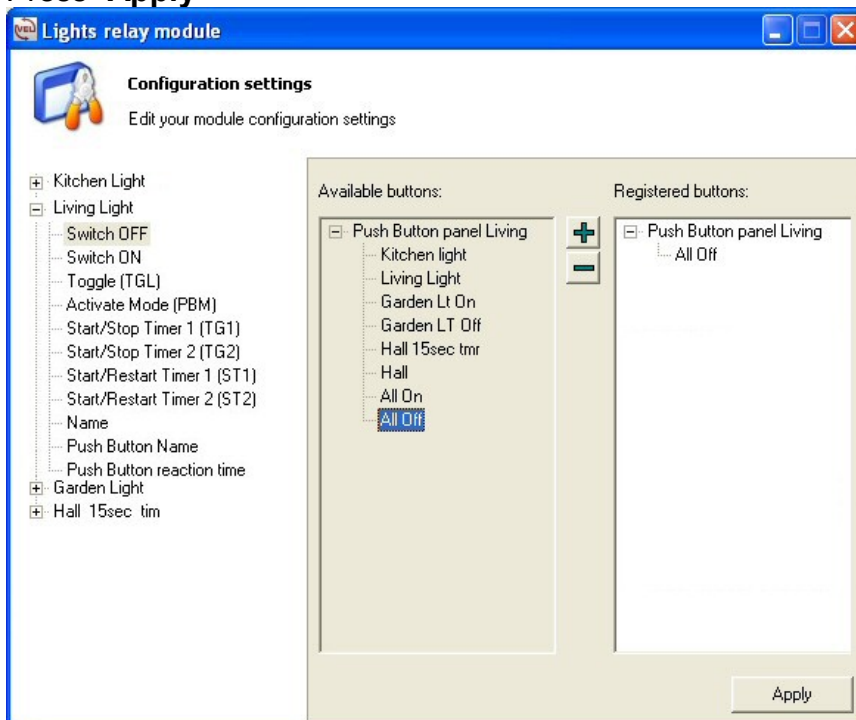 Press Apply
VEL Lights relay module
Configuration settings
Edit your module configuration settings
Kitchen Light
Living Light
Switch OFF
Switch ON
Toggle (TGL)
Activate Mode (PBM)
Start/Stop Timer 1 (TG1)
Start/Stop Timer 2 (TG2)
Start/Restart Timer 1 (ST1)
Start/Restart Timer 2 (ST2)
Name
Push Button Name
Push Button reaction time
Garden Light
Hall 15sec tim
Available buttons:
Push Button panel Living
Kitchen light
Living Light
Garden Lt On
Garden LT Off
Hall 15sec tmr
Hall
All On
All Off
Registered buttons:
Push Button panel Living
All Off
Apply